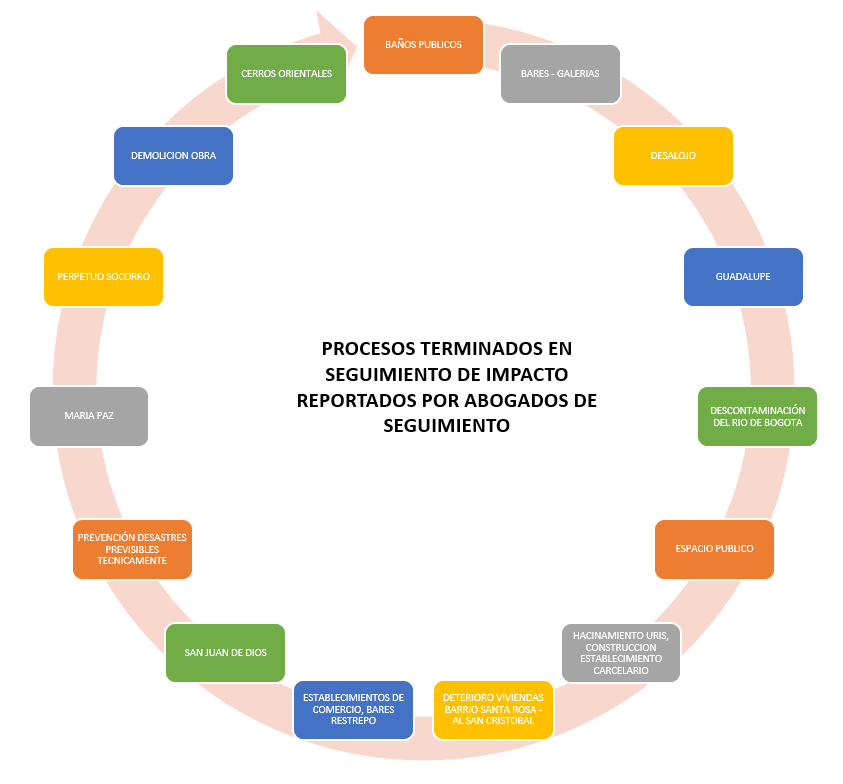 BAÑOS PUBLICOS
BARES - GALERIAS
DESALOJO
GUADALUPE
DESCONTAMINACIÓN
DEL RIO DE BOGOTA
ESPACIO PUBLICO
HACINAMIENTO URIS,
CONSTRUCCION
ESTABLECIMIENTO
CARCELARIO
DETERIORO VIVIENDAS
BARRIO SANTA ROSA -
AL SAN CRISTOBAL
ESTABLECIMIENTOS DE
COMERCIO, BARES
RESTREPO
SAN JUAN DE DIOS
PREVENCIÓN DESASTRES
PREVISIBLES
TECNICAMENTE
MARIA PAZ
PERPETUO SOCORRO
DEMOLICION OBRA
CERROS ORIENTALES
PROCESOS TERMINADOS EN
SEGUIMIENTO DE IMPACTO
REPORTADOS POR ABOGADOS DE
SEGUIMIENTO